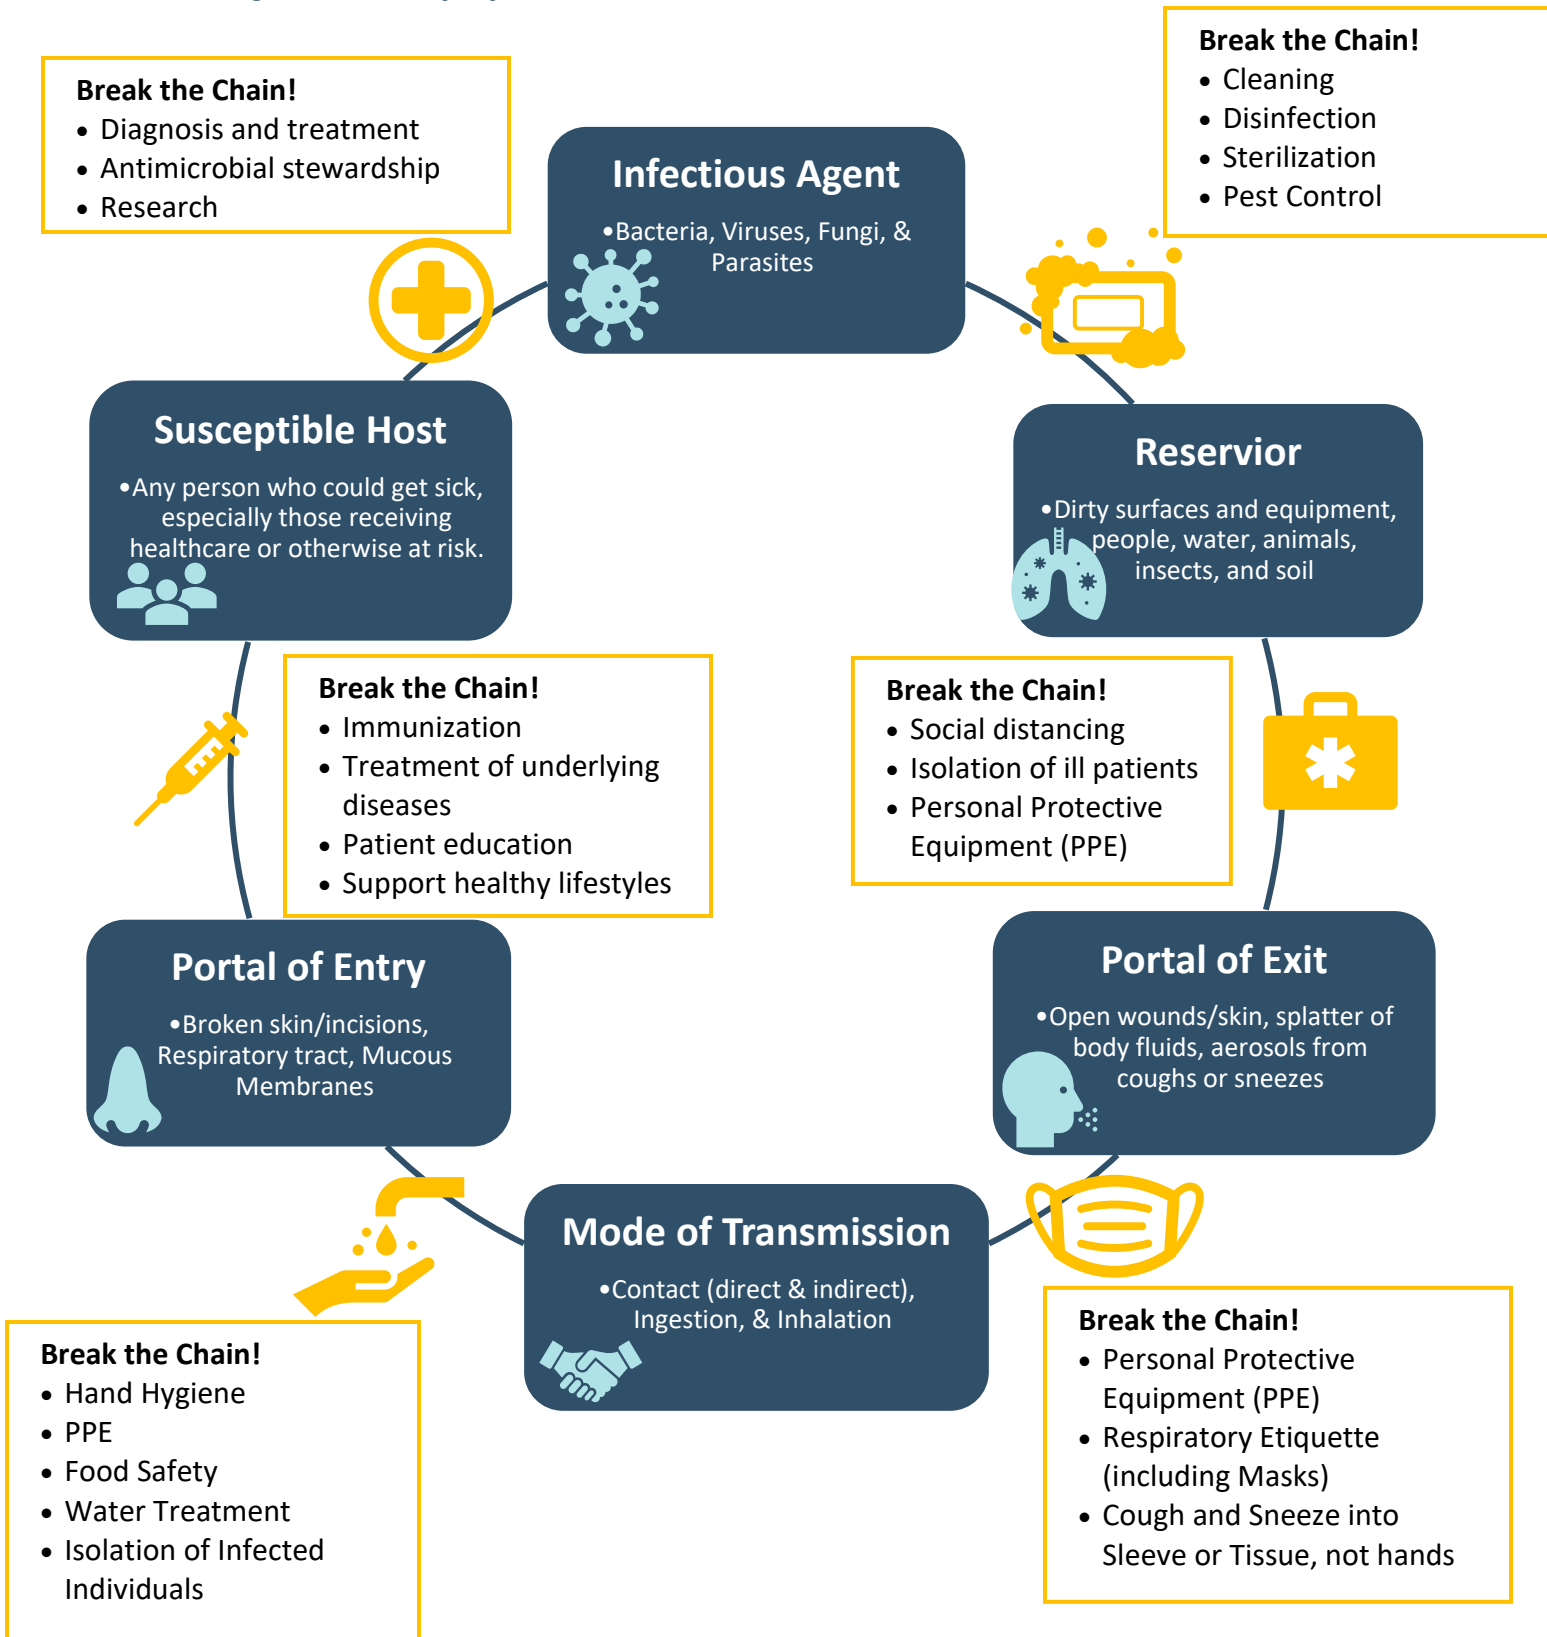 Break the Chain!
• Diagnosis and treatment
• Antimicrobial stewardship
• Research
Break the Chain!
• Cleaning
• Disinfection
• Sterilization
• Pest Control
Infectious Agent
•Bacteria, Viruses, Fungi, &
Parasites
Susceptible Host
•Any person who could get sick,
especially those receiving
healthcare or otherwise at risk.
Reservior
•Dirty surfaces and equipment,
people, water, animals,
insects, and soil
Break the Chain!
• Immunization
• Treatment of underlying
diseases
• Patient education
• Support healthy lifestyles
Break the Chain!
• Social distancing
• Isolation of ill patients
• Personal Protective
Equipment (PPE)
Portal of Entry
•Broken skin/incisions,
Respiratory tract, Mucous
Membranes
Portal of Exit
•Open wounds/skin, splatter of
body fluids, aerosols from
coughs or sneezes
Mode of Transmission
•Contact (direct & indirect),
Ingestion, & Inhalation
Break the Chain!
• Hand Hygiene
• PPE
• Food Safety
• Water Treatment
• Isolation of Infected
Individuals
Break the Chain!
• Personal Protective
Equipment (PPE)
• Respiratory Etiquette
(including Masks)
• Cough and Sneeze into
Sleeve or Tissue, not hands